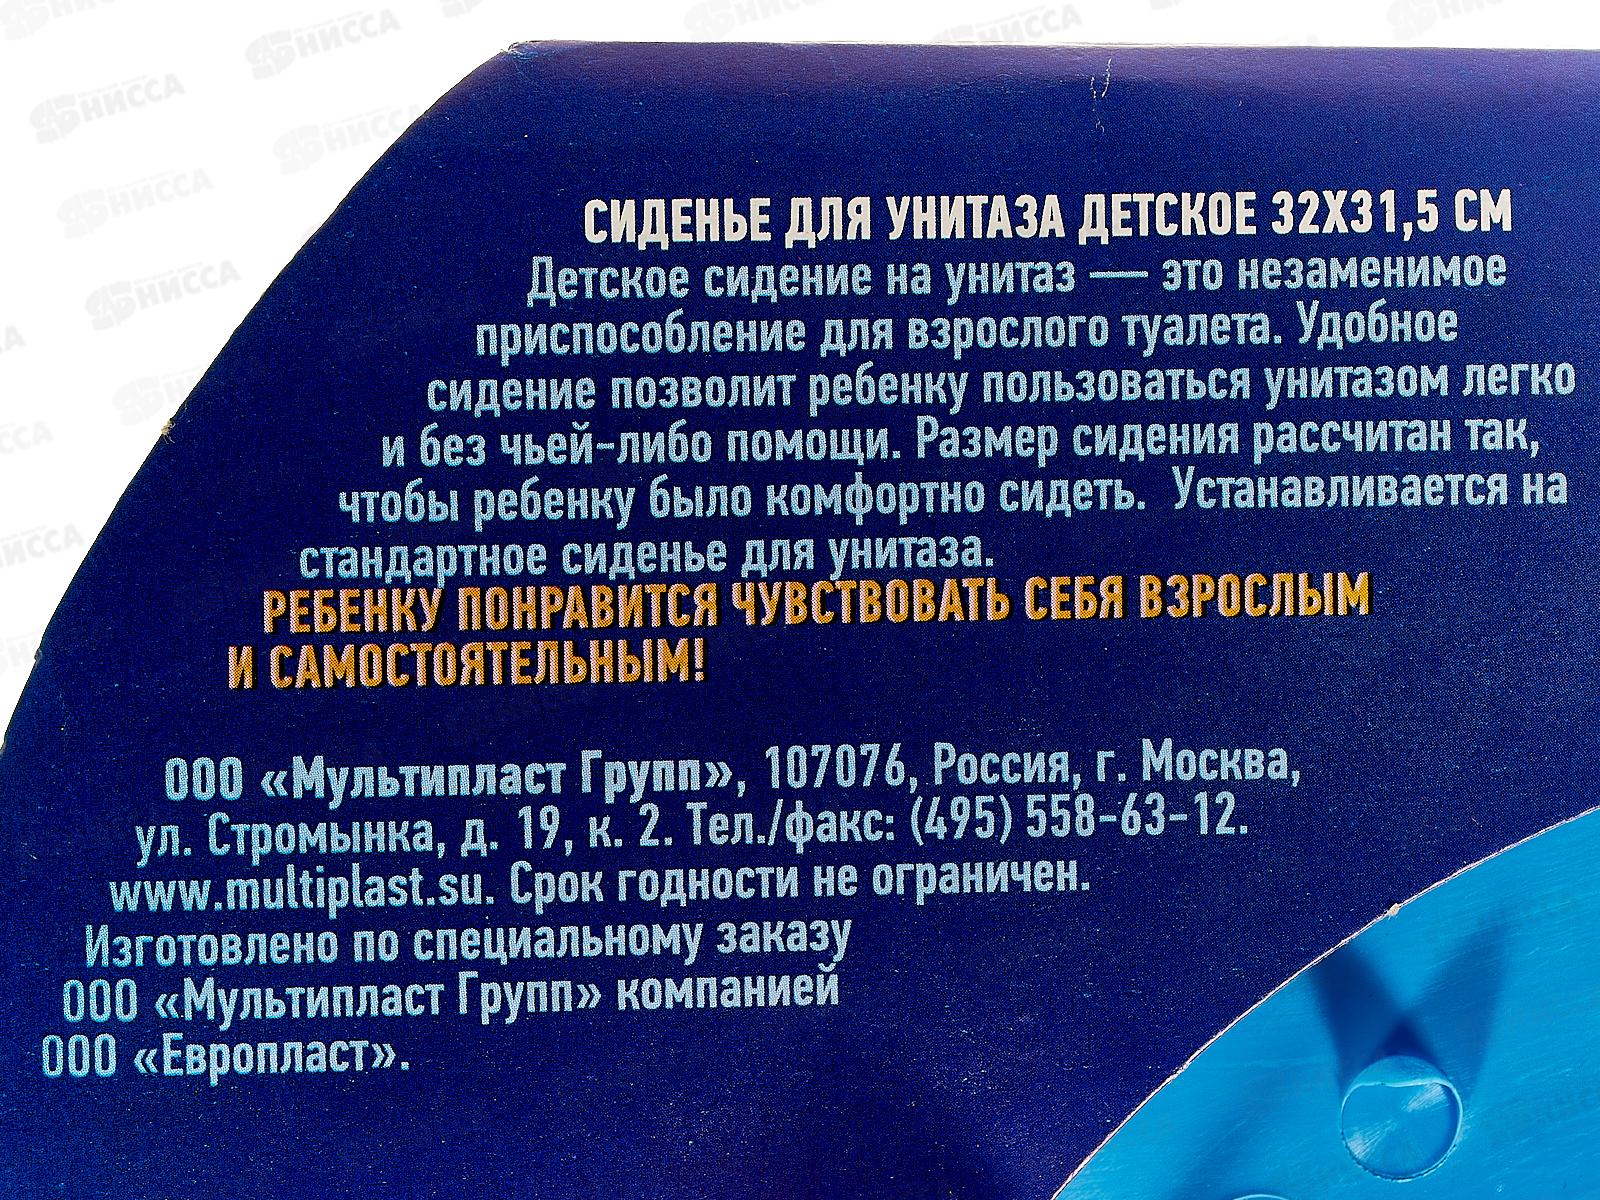 СИДЕНЬЕ ДЛЯ УНИТАЗА ДЕТСКОЕ 32Х31,5 СМ
Детское сидение на унитаз — это незаменимое
приспособление для взрослого туалета. Удобное
сидение позволит ребенку пользоваться унитазом легко
и без чьей-либо помощи. Размер сидения рассчитан так,
чтобы ребенку было комфортно сидеть. Устанавливается на
стандартное сиденье для унитаза.
РЕБЕНКУ ПОНРАВИТСЯ ЧУВСТВОВАТЬ СЕБЯ ВЗРОСЛЫМ
И САМОСТОЯТЕЛЬНЫМ!
ООО «Мультипласт Групп», 107076, Россия, г. Москва,
ул. Стромынка, д. 19, к. 2. Тел./факс: (495) 558-63-12.
www.multiplast.su. Срок годности не ограничен.
Изготовлено по специальному заказу
ООО «Мультипласт Групп» компанией
ООО «Европласт».